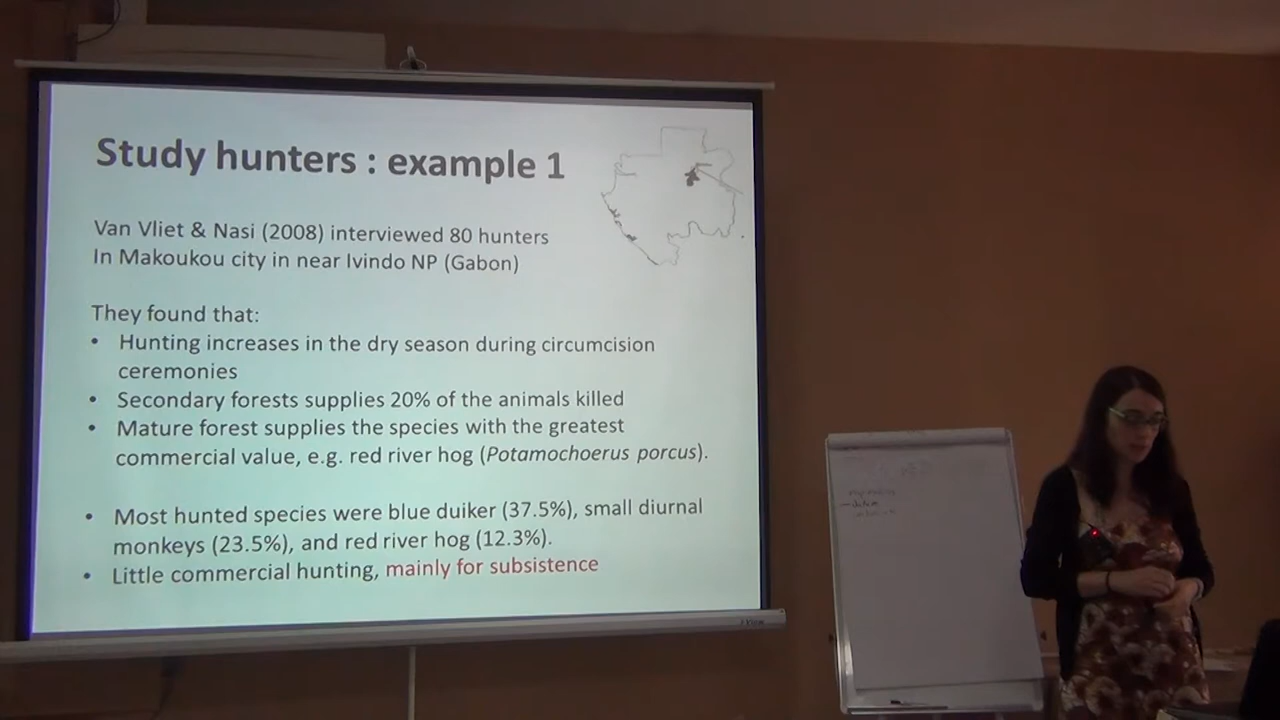 Study hunters : example 1
Van Vliet & Nasi (2008) interviewed 80 hunters
In Makoukou city in near Ivindo NP (Gabon)
They found that:
• Hunting increases in the dry season during circumcision
ceremonies
• Secondary forests supplies 20% of the animals killed
• Mature forest supplies the species with the greatest
commercial value, e.g. red river hog (Potamochoerus porcus).
• Most hunted species were blue duiker (37.5%), small diurnal
monkeys (23.5%), and red river hog (12.3%).
• Little commercial hunting, mainly for subsistence